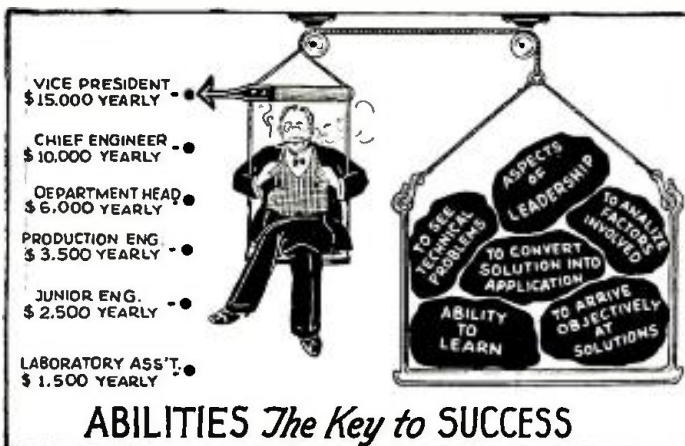 VICE PRESIDENT
$15.000 YEARLY
CHIEF ENGINEER
$10.000 YEARLY
DEPARTMENT HEAD
$6.000 YEARLY
PRODUCTION ENG.
$3.500 YEARLY
JUNIOR ENG.
$2.500 YEARLY
LABORATORY ASS'T.
$1.500 YEARLY
ASPECTS
OF
LEADERSHIP
TO SEE
TECHNICAL
PROBLEMS
TO ANALIZE
FACTORS
INVOLVED
TO CONVERT
SOLUTION INTO
APPLICATION
ABILITY
TO
LEARN
TO ARRIVE
OBJECTIVELY
AT
SOLUTIONS
ABILITIES The Key to SUCCESS